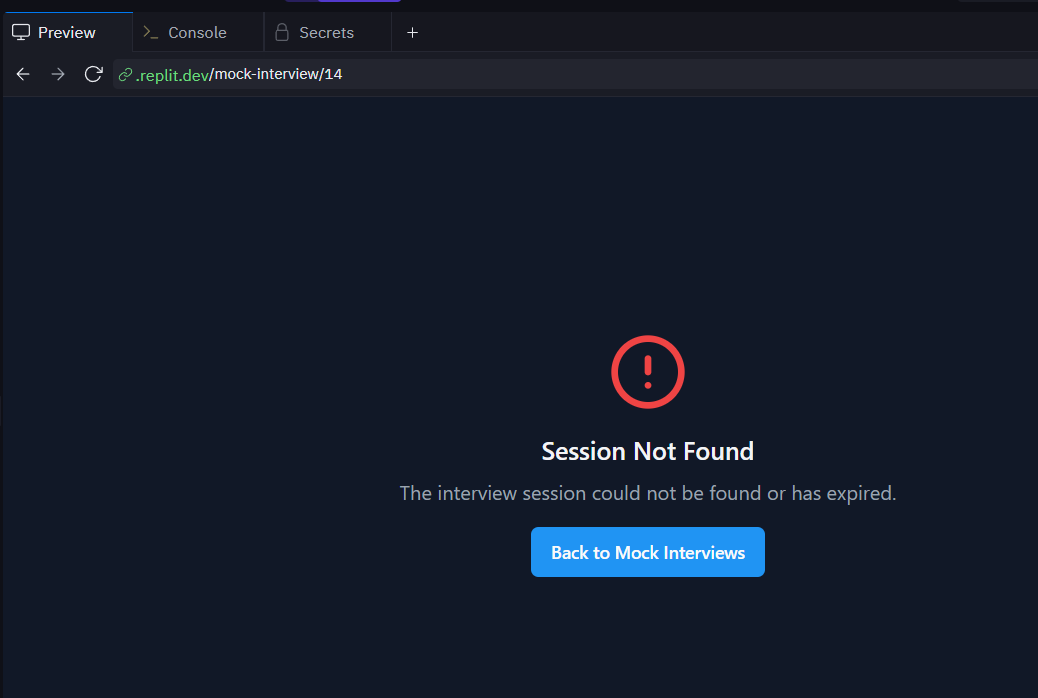 Preview
Console
Secrets
.replit.dev/mock-interview/14
Session Not Found
The interview session could not be found or has expired.
Back to Mock Interviews